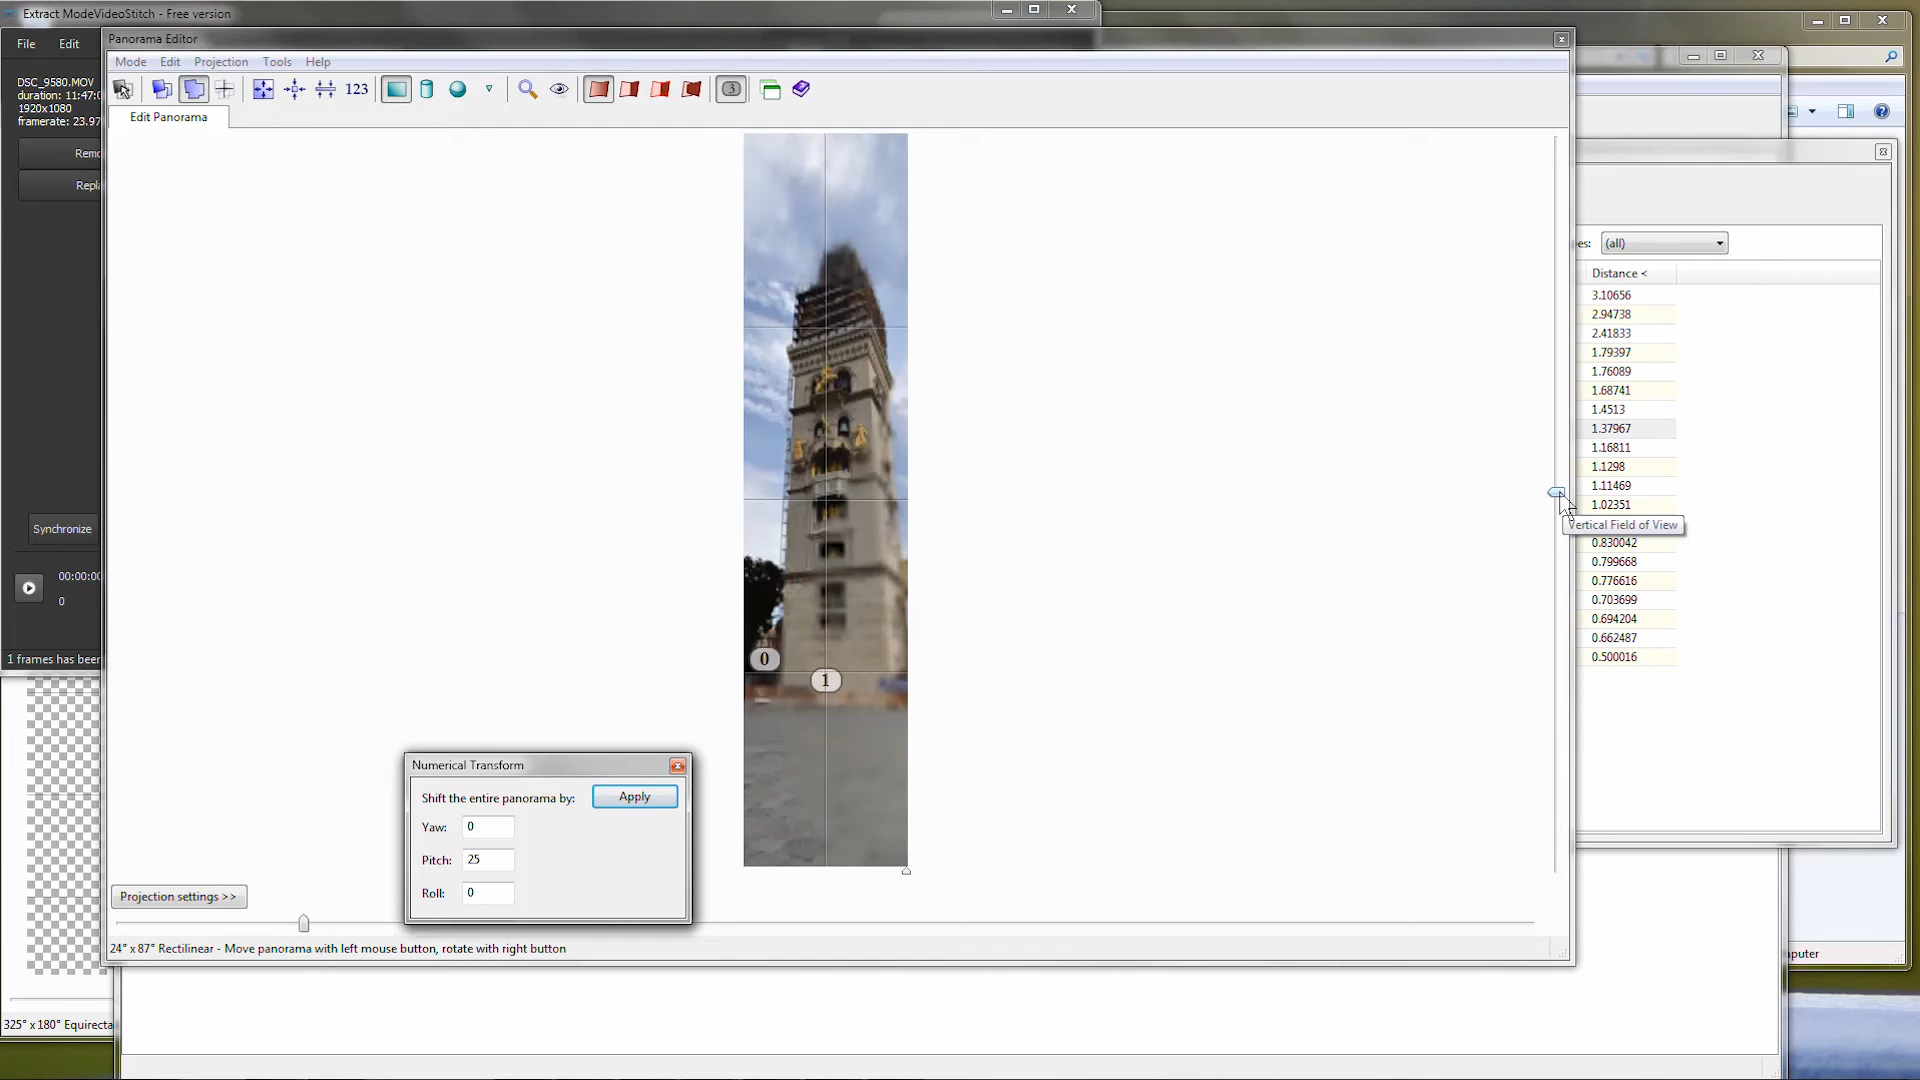 Extract ModeVideoStitch - Free version
File Edit
DSC_9580.MOV
duration: 11:47:0
1920x1080
framerate: 23.97
Synchronize
00:00:00
0
1 frames has been
325° x 180° Equirecta
Panorama Editor
Mode Edit Projection Tools Help
123
3
Edit Panorama
0
1
Numerical Transform
Shift the entire panorama by:
Apply
Yaw: 0
Pitch: 25
Roll: 0
Projection settings >>
24° x 87° Rectilinear - Move panorama with left mouse button, rotate with right button
(all)
Distance <
3.10656
2.94738
2.41833
1.79397
1.76089
1.68741
1.4513
1.37967
1.16811
1.1298
1.11469
1.02351
Vertical Field of View
0.830042
0.799668
0.776616
0.703699
0.694204
0.662487
0.500016
puter